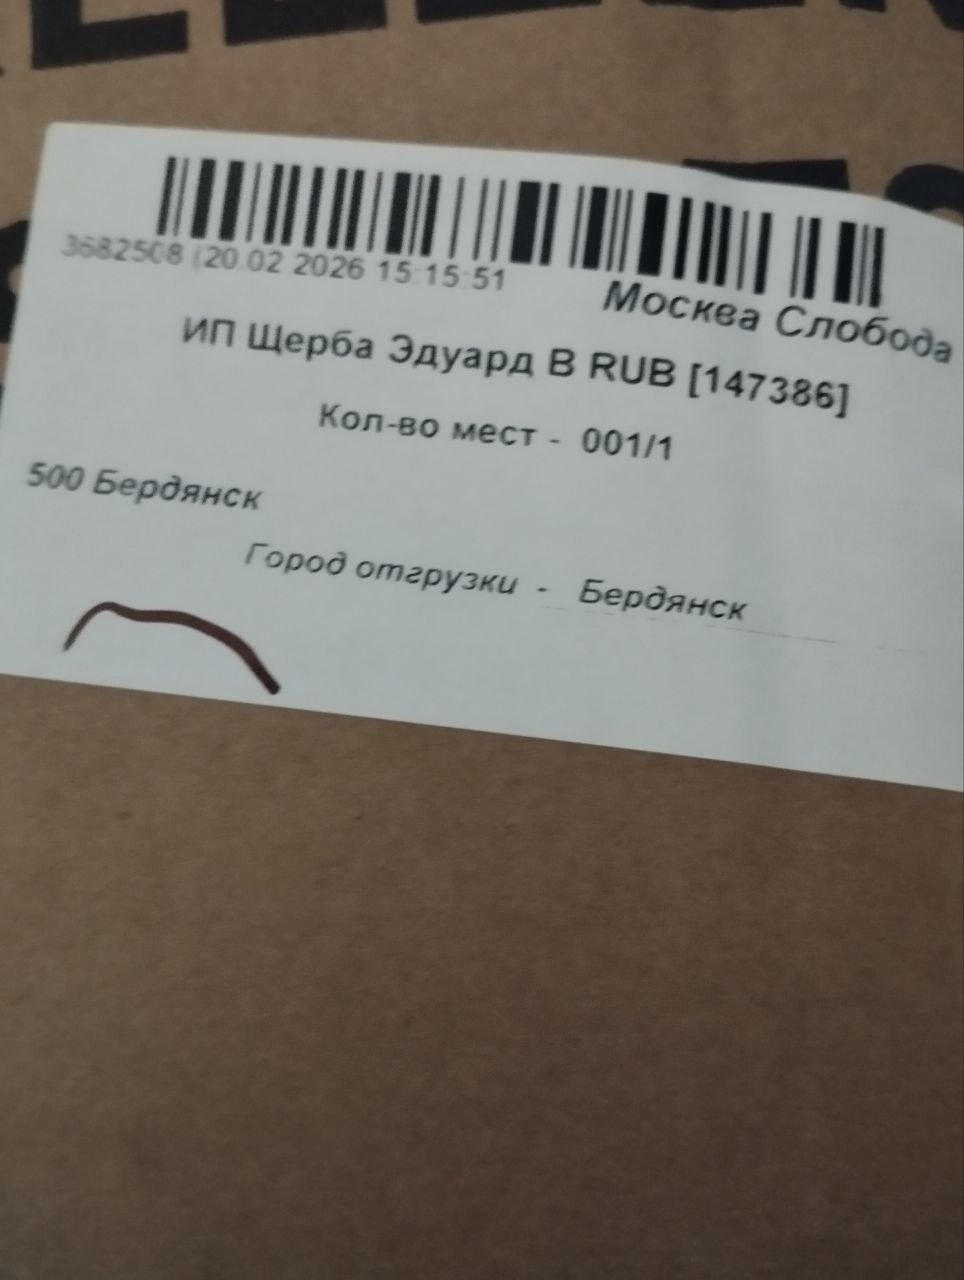 3682508 (20.02 2026 15:15:51
Москва Слобода
ИП Щерба Эдуард В RUB [147386]
Кол-во мест - 001/1
500 Бердянск
Город отгрузки - Бердянск